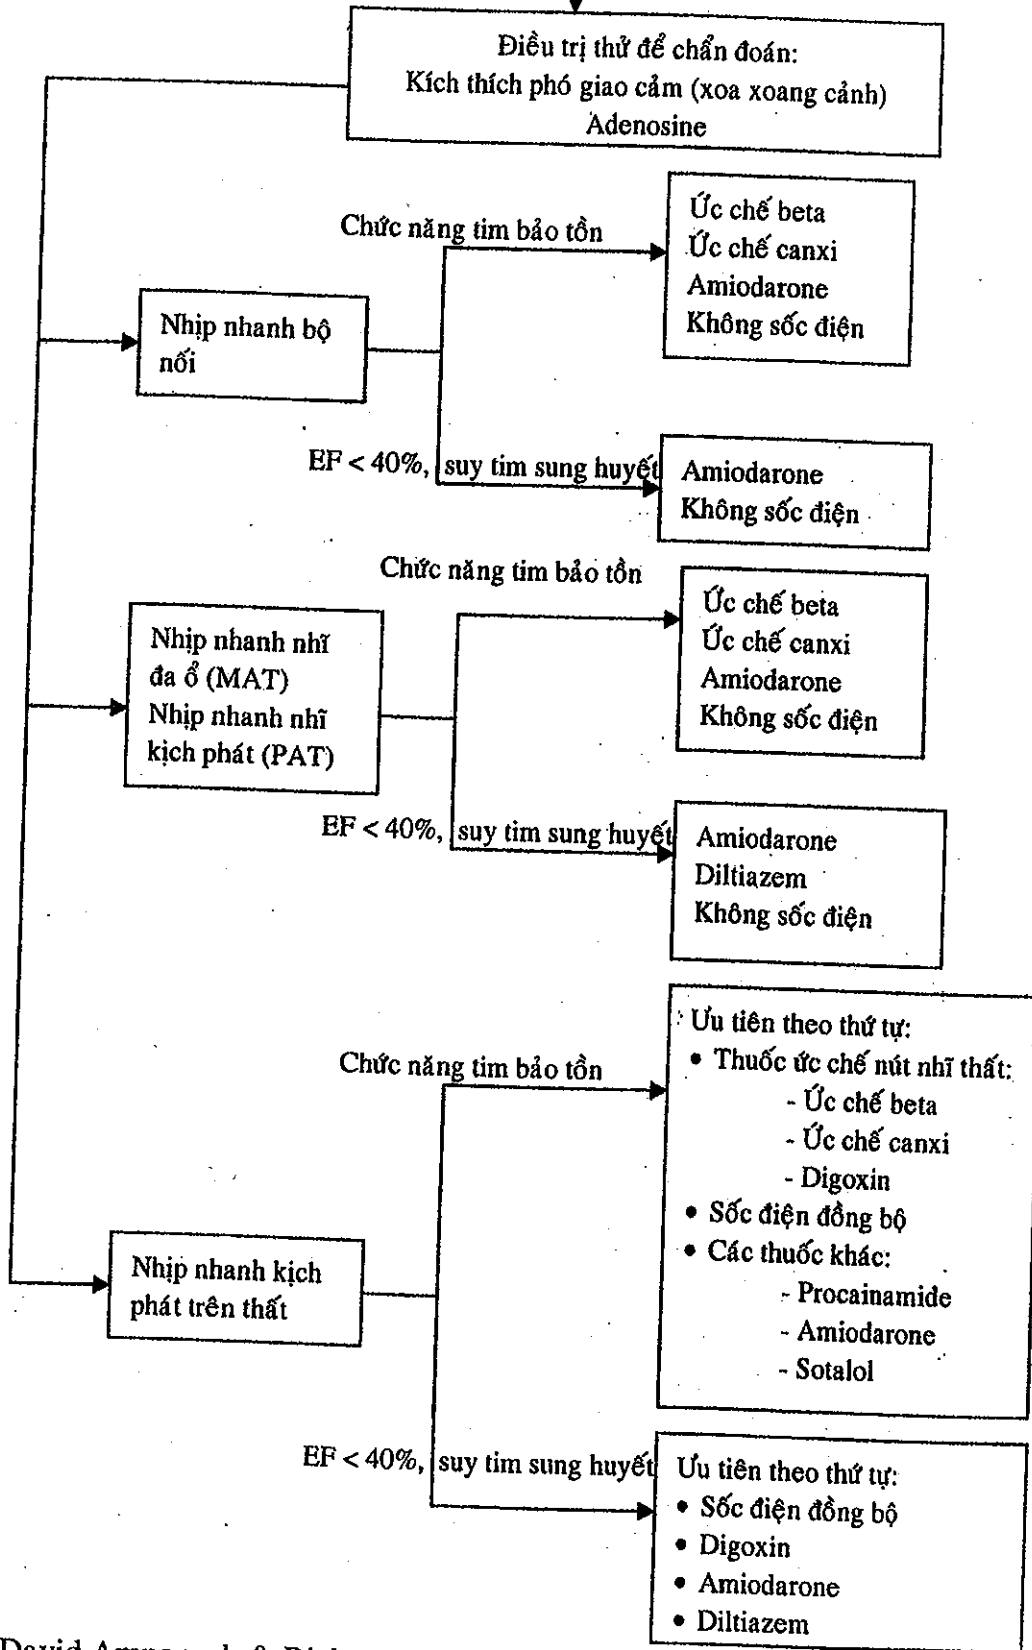 Điều trị thử để chẩn đoán:
Kích thích phó giao cảm (xoa xoang cảnh)
Adenosine
Chức năng tim bảo tồn
Ức chế beta
Ức chế canxi
Amiodarone
Không sốc điện
Nhịp nhanh bộ
nối
EF < 40%, suy tim sung huyết
Amiodarone
Không sốc điện
Chức năng tim bảo tồn
Ức chế beta
Ức chế canxi
Amiodarone
Không sốc điện
Nhịp nhanh nhĩ
đa ổ (MAT)
Nhịp nhanh nhĩ
kịch phát (PAT)
EF < 40%, suy tim sung huyết
Amiodarone
Diltiazem
Không sốc điện
Chức năng tim bảo tồn
Ưu tiên theo thứ tự:
• Thuốc ức chế nút nhĩ thất:
- Ức chế beta
- Ức chế canxi
- Digoxin
• Sốc điện đồng bộ
• Các thuốc khác:
- Procainamide
- Amiodarone
- Sotalol
Nhịp nhanh kịch
phát trên thất
EF < 40%, suy tim sung huyết
Ưu tiên theo thứ tự:
• Sốc điện đồng bộ
• Digoxin
• Amiodarone
• Diltiazem
David